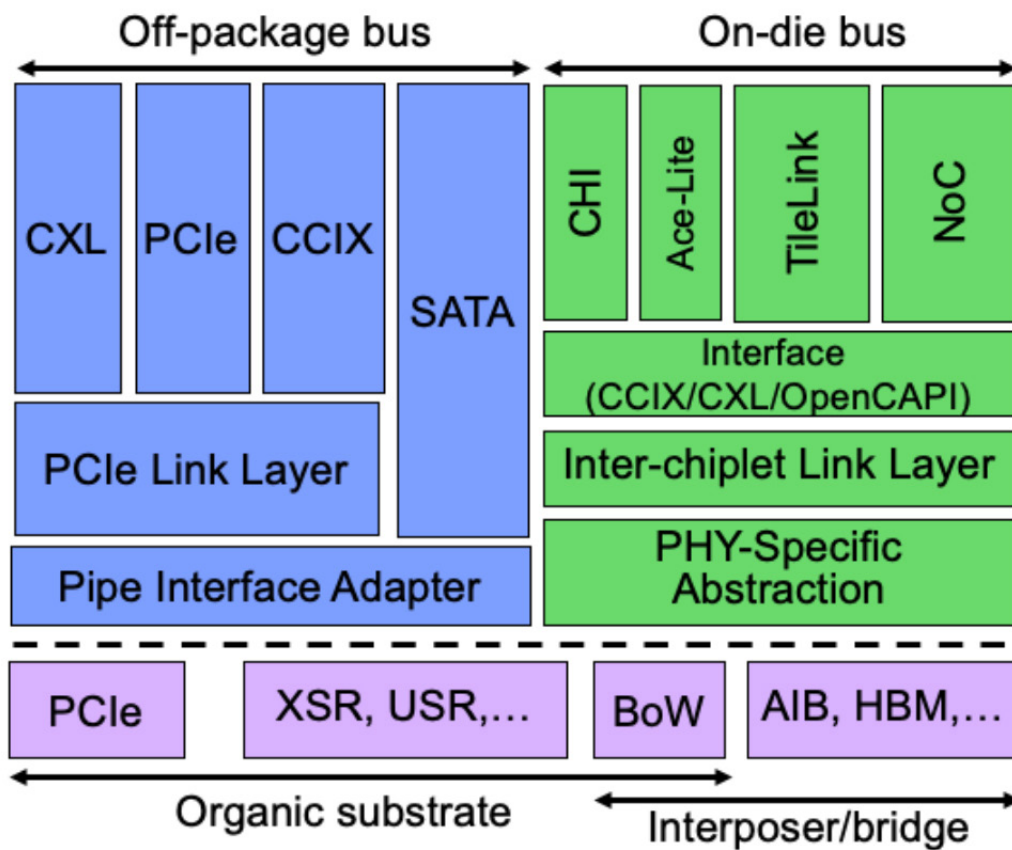 Off-package bus
On-die bus
CXL
PCIe
CCIX
SATA
CHI
Ace-Lite
TileLink
NoC
PCIe Link Layer
Pipe Interface Adapter
Interface
(CCIX/CXL/OpenCAPI)
Inter-chiplet Link Layer
PHY-Specific
Abstraction
PCIe
XSR, USR,...
BoW
AIB, HBM,...
Organic substrate
Interposer/bridge